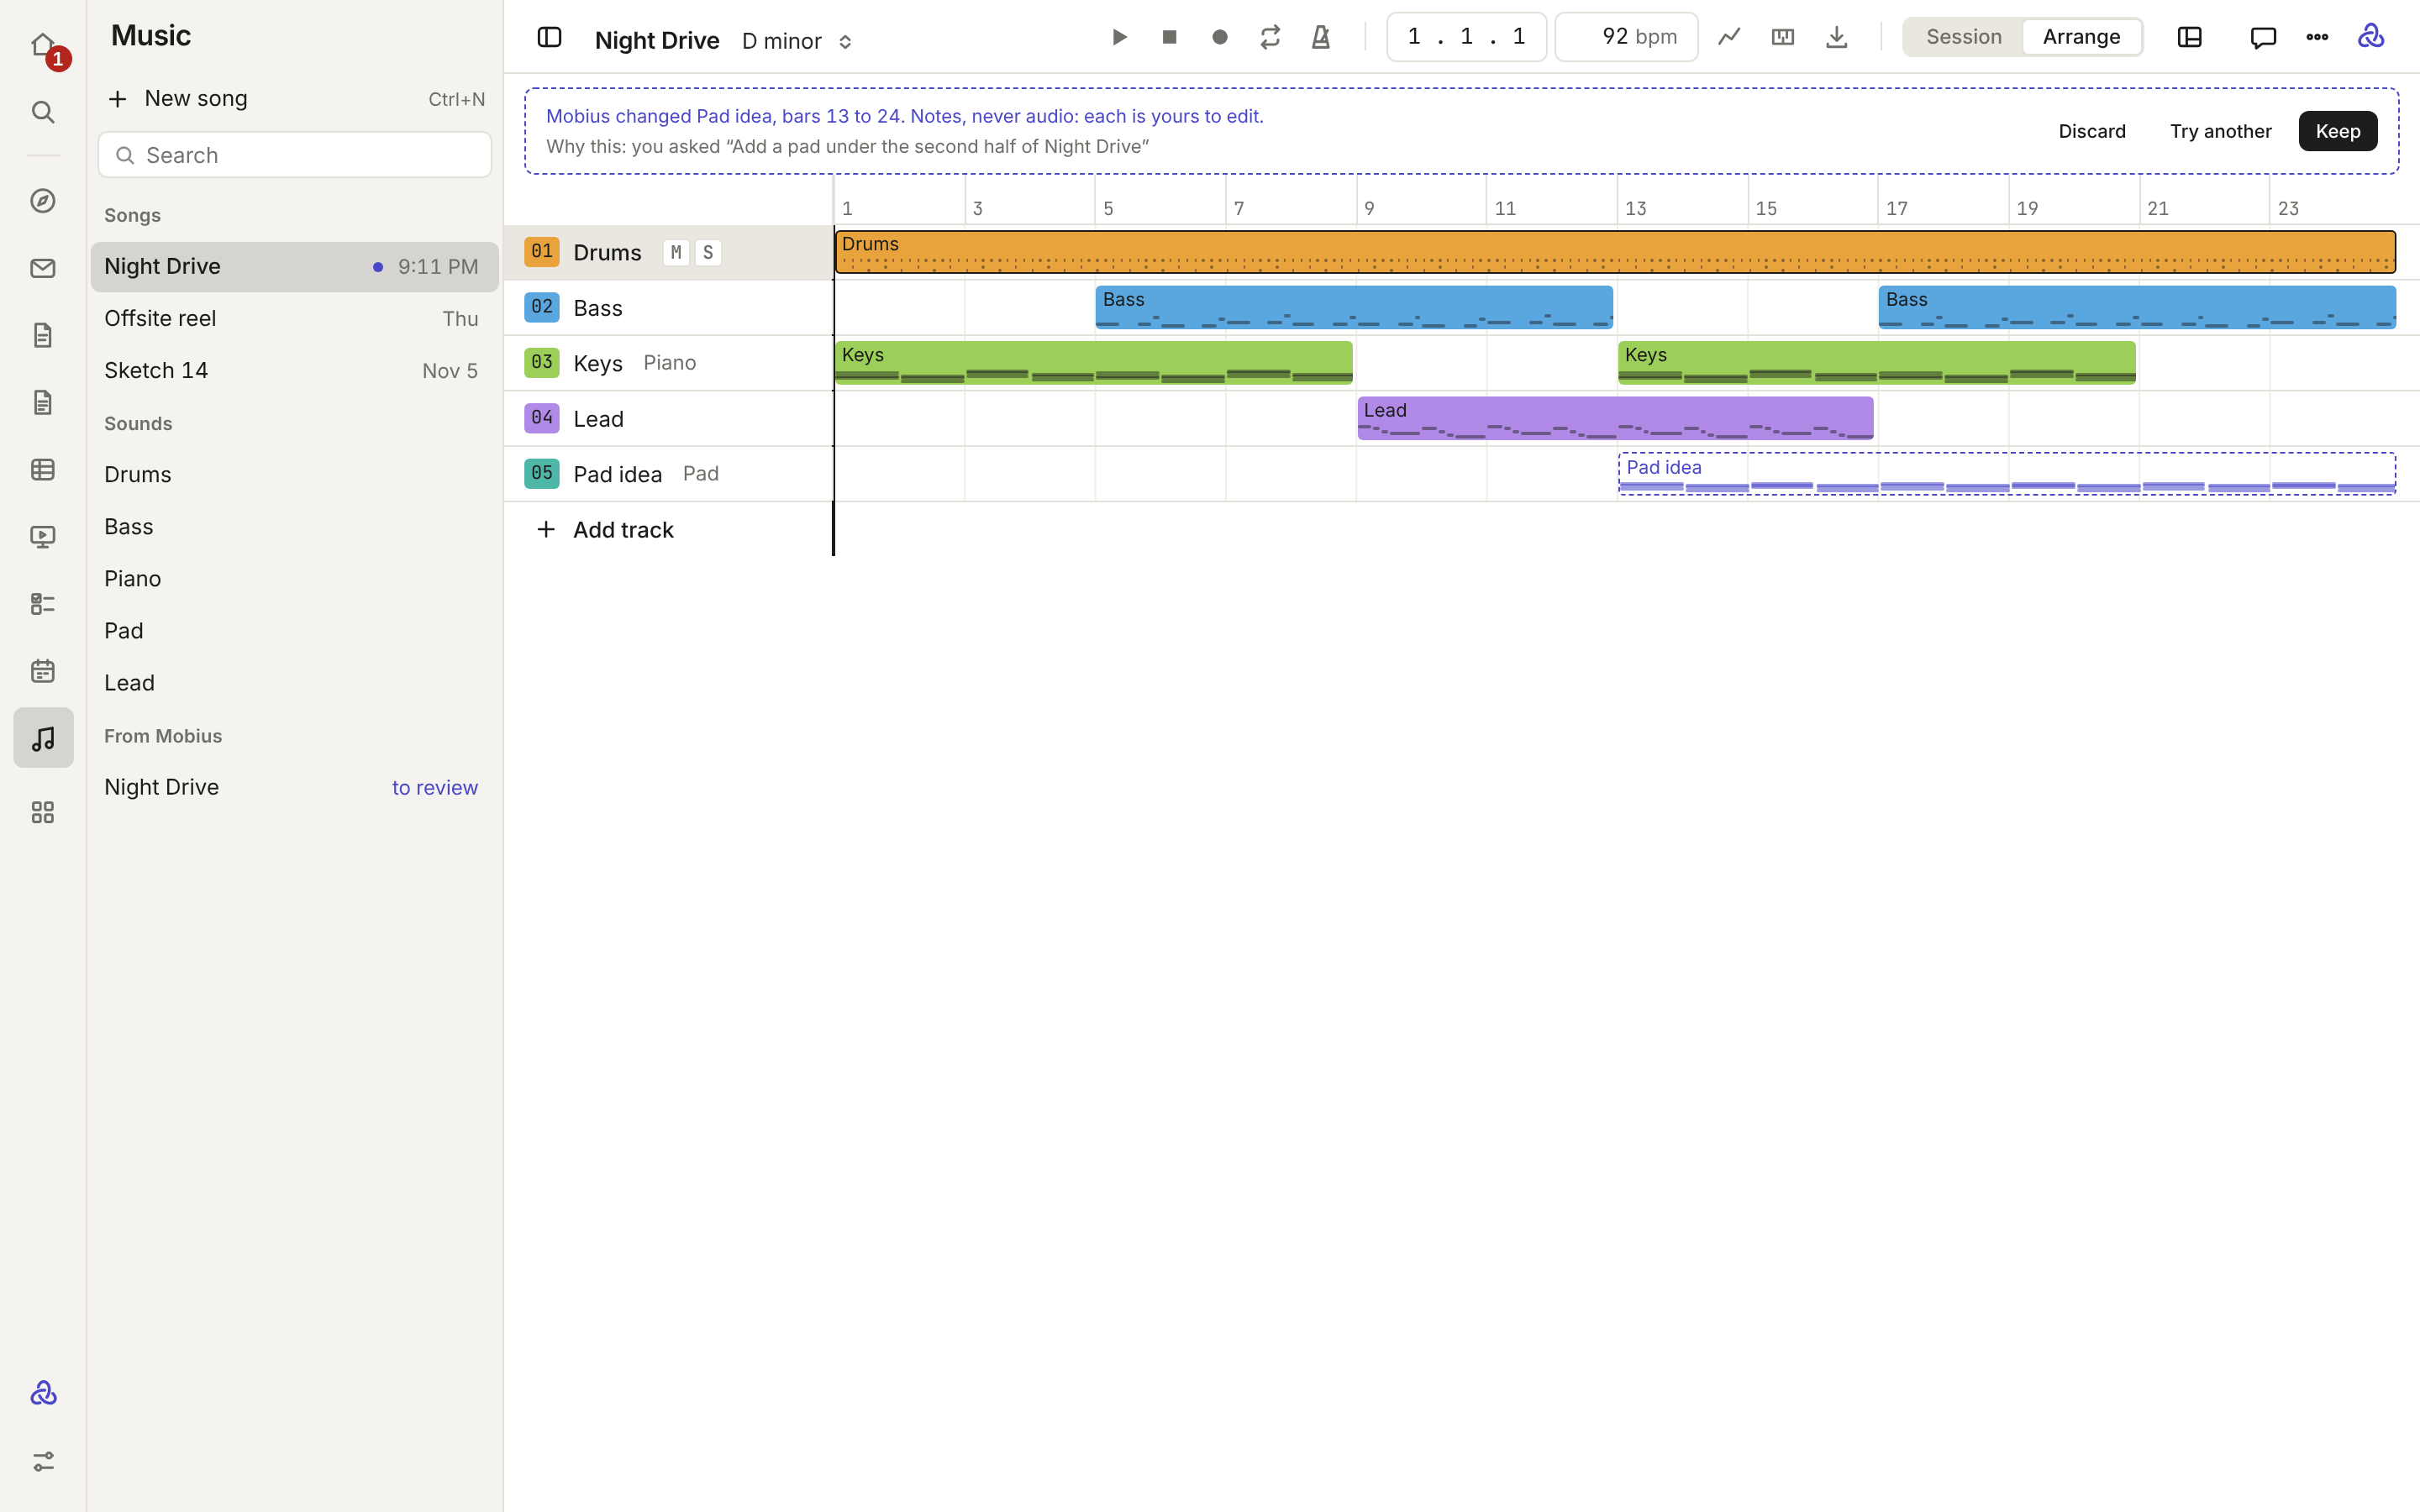 1
Music
New song Ctrl+N
Search
Songs
Night Drive 9:11 PM
Offsite reel Thu
Sketch 14 Nov 5
Sounds
Drums
Bass
Piano
Pad
Lead
From Mobius
Night Drive to review
Night Drive D minor
1 . 1 . 1
92 bpm
Session Arrange
Mobius changed Pad idea, bars 13 to 24. Notes, never audio: each is yours to edit.
Why this: you asked “Add a pad under the second half of Night Drive”
Discard Try another Keep
1 3 5 7 9 11 13 15 17 19 21 23
01 Drums M S Drums
02 Bass Bass Bass
03 Keys Piano Keys Keys
04 Lead Lead
05 Pad idea Pad Pad idea
Add track